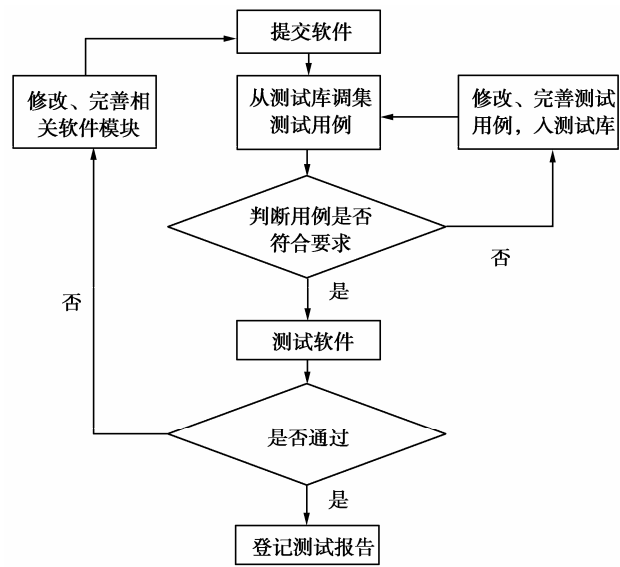 提交软件
修改、完善相
关软件模块
从测试库调集
测试用例
修改、完善测试
用例，入测试库
判断用例是否
符合要求
否
是
否
测试软件
是否通过
是
登记测试报告